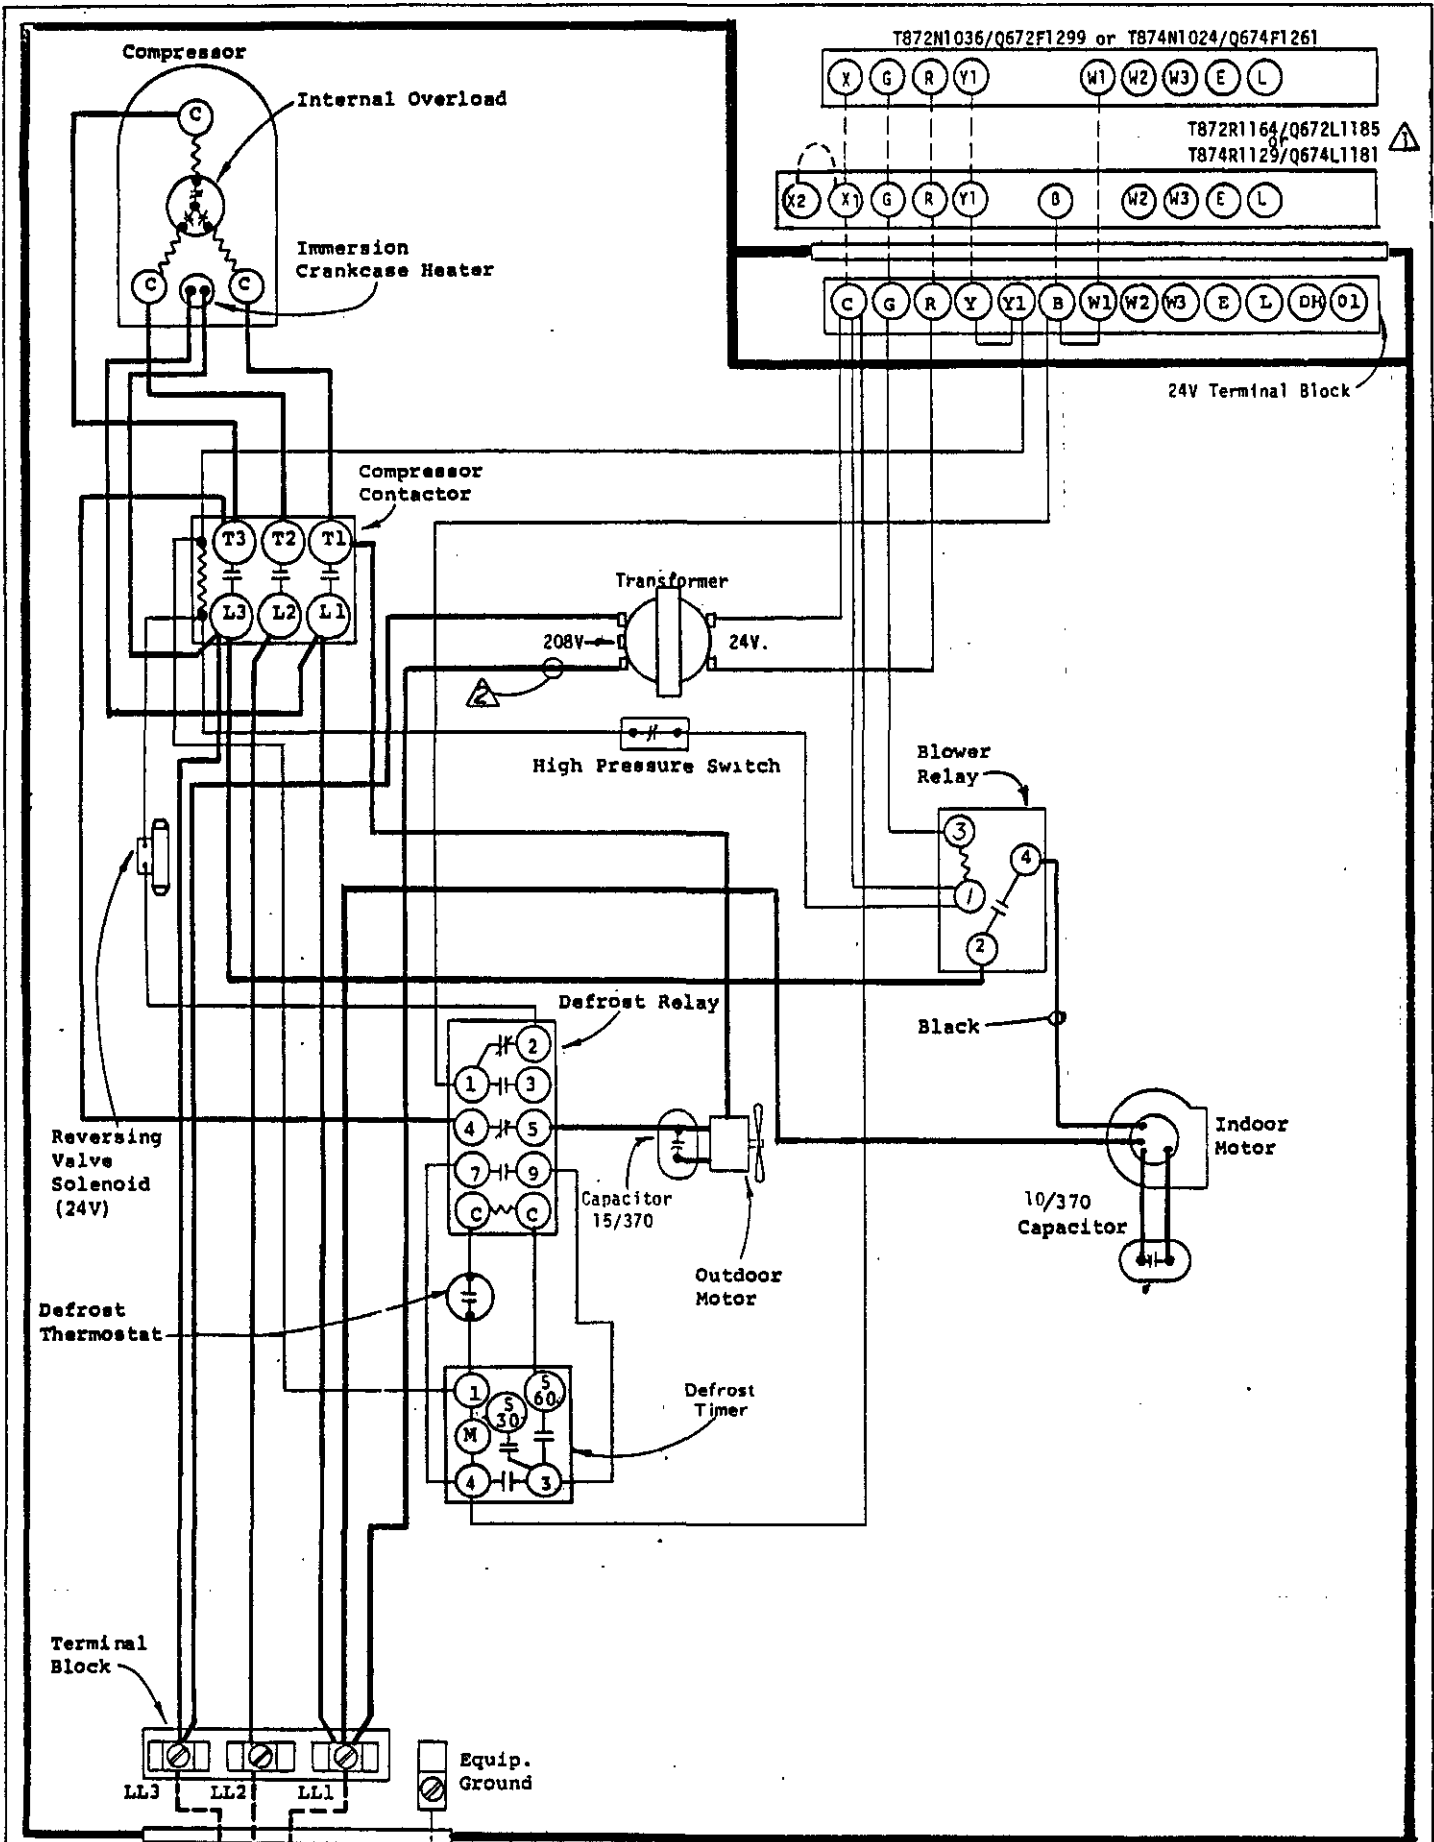 T872N1036/Q672F1299 or T874N1024/Q674F1261
Compressor
X G R Y1 W1 W2 W3 E L
Internal Overload
C
T872R1164/Q672L1185
or
T874R1129/Q674L1181
1
X2 X1 G R Y1 B W2 W3 E L
Immersion
Crankcase Heater
C C
C G R Y Y1 B W1 W2 W3 E L DH D1
24V Terminal Block
Compressor
Contactor
T3 T2 T1
L3 L2 L1
Transformer
208V
24V.
2
High Pressure Switch
Blower
Relay
3
4
1
2
Defrost Relay
Black
2
1 3
4 5
7 9
C C
Reversing
Valve
Solenoid
(24V)
Capacitor
15/370
Outdoor
Motor
Indoor
Motor
10/370
Capacitor
Defrost
Thermostat
Defrost
Timer
1
S
30
S
60
M
4 3
Terminal
Block
LL3 LL2 LL1
Equip.
Ground